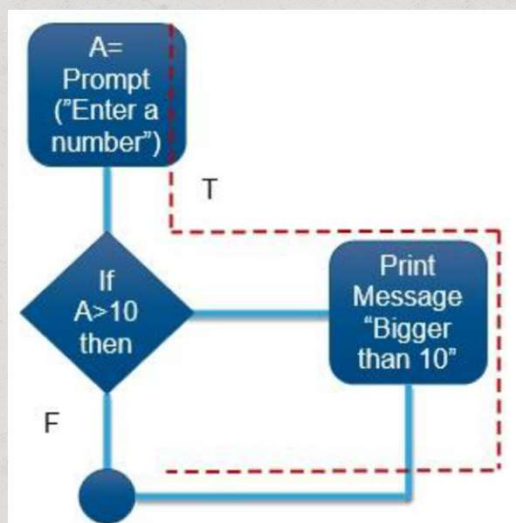 A=
Prompt
("Enter a
number")
T
If
A>10
then
Print
Message
“Bigger
than 10”
F